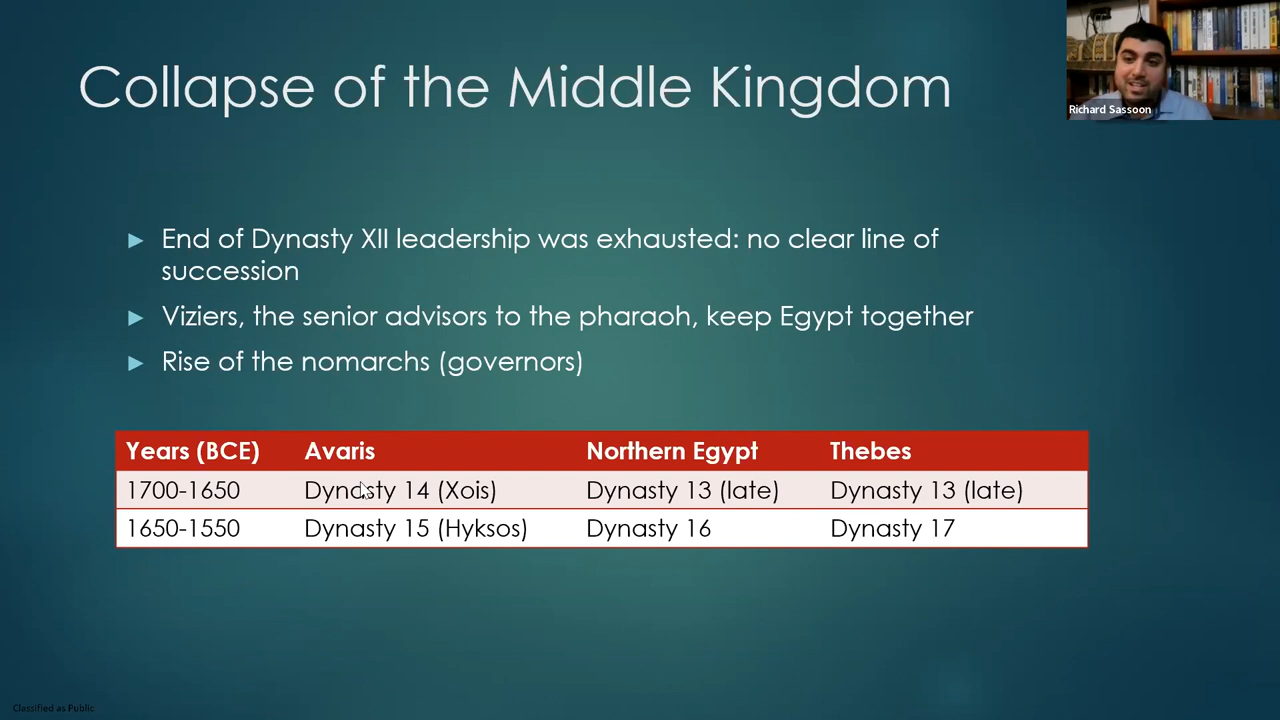 Collapse of the Middle Kingdom
Richard Sassoon
► End of Dynasty XII leadership was exhausted: no clear line of
succession
► Viziers, the senior advisors to the pharaoh, keep Egypt together
► Rise of the nomarchs (governors)
Years (BCE) Avaris Northern Egypt Thebes
1700-1650 Dynasty 14 (Xois) Dynasty 13 (late) Dynasty 13 (late)
1650-1550 Dynasty 15 (Hyksos) Dynasty 16 Dynasty 17
Classified as Public